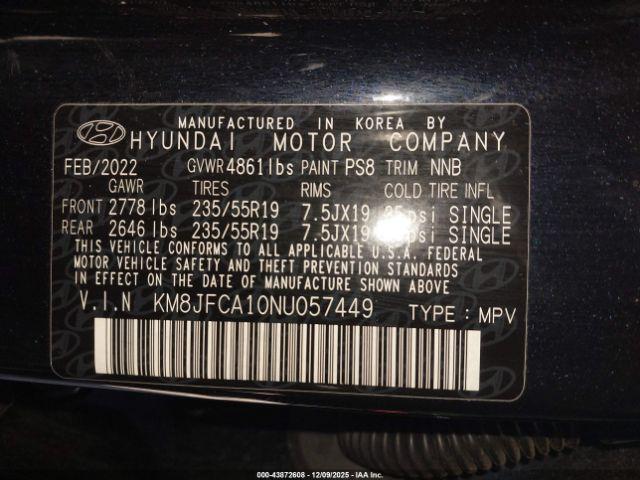 MANUFACTURED IN KOREA BY
HYUNDAI MOTOR COMPANY
FEB/2022 GVWR 4861lbs PAINT PS8 TRIM NNB
GAWR TIRES RIMS COLD TIRE INFL
FRONT 2778 lbs 235/55R19 7.5JX19 35psi SINGLE
REAR 2646 lbs 235/55R19 7.5JX19 psi SINGLE
THIS VEHICLE CONFORMS TO ALL APPLICABLE U.S.A. FEDERAL
MOTOR VEHICLE SAFETY AND THEFT PREVENTION STANDARDS
IN EFFECT ON THE DATE OF MANUFACTURE SHOWN ABOVE
V.I.N KM8JFCA10NU057449 TYPE : MPV
000-43872608 - 12/09/2025 - IAA Inc.